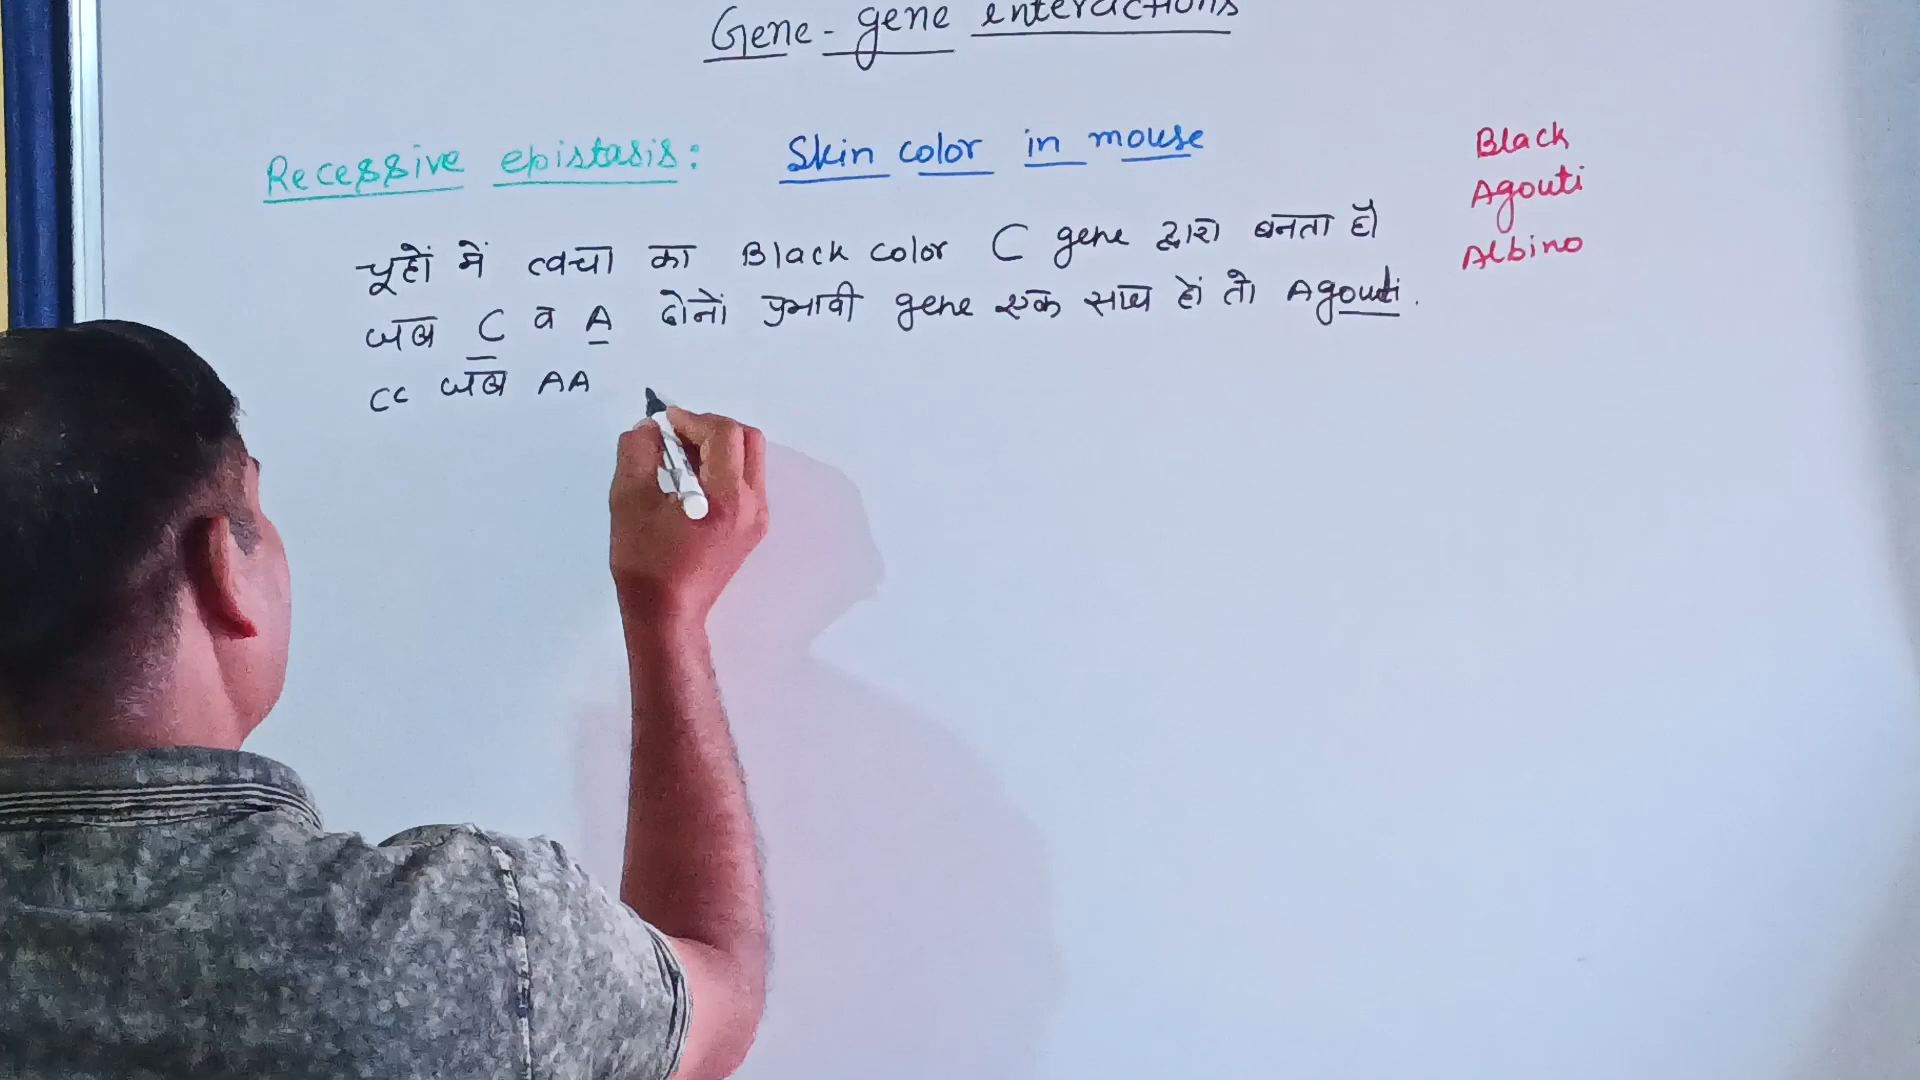 Gene-gene interactions
Recessive epistasis: Skin color in mouse
चूहों में त्वचा का Black color C gene द्वारा बनता है
जब C व A दोनों प्रभावी gene एक साथ हों तो Agouti.
cc जब AA
Black
Agouti
Albino